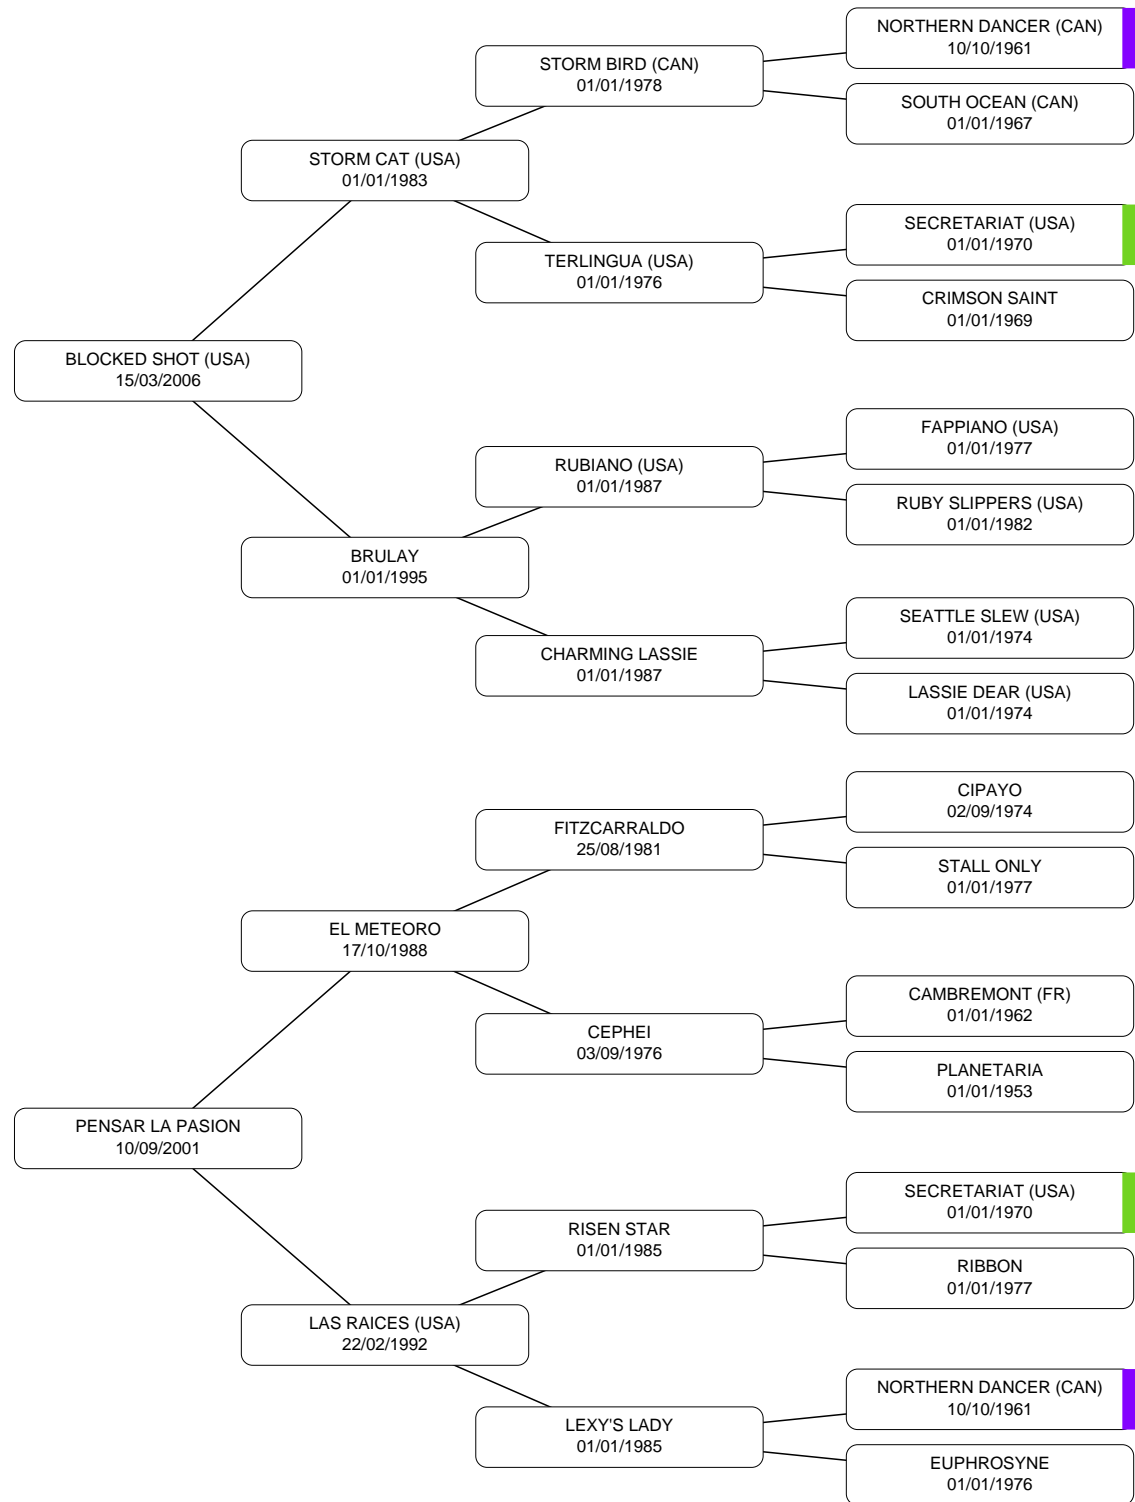 NORTHERN DANCER (CAN)
10/10/1961
STORM BIRD (CAN)
01/01/1978
SOUTH OCEAN (CAN)
01/01/1967
STORM CAT (USA)
01/01/1983
SECRETARIAT (USA)
01/01/1970
TERLINGUA (USA)
01/01/1976
CRIMSON SAINT
01/01/1969
BLOCKED SHOT (USA)
15/03/2006
FAPPIANO (USA)
01/01/1977
RUBIANO (USA)
01/01/1987
RUBY SLIPPERS (USA)
01/01/1982
BRULAY
01/01/1995
SEATTLE SLEW (USA)
01/01/1974
CHARMING LASSIE
01/01/1987
LASSIE DEAR (USA)
01/01/1974
CIPAYO
02/09/1974
FITZCARRALDO
25/08/1981
STALL ONLY
01/01/1977
EL METEORO
17/10/1988
CAMBREMONT (FR)
01/01/1962
CEPHEI
03/09/1976
PLANETARIA
01/01/1953
PENSAR LA PASION
10/09/2001
SECRETARIAT (USA)
01/01/1970
RISEN STAR
01/01/1985
RIBBON
01/01/1977
LAS RAICES (USA)
22/02/1992
NORTHERN DANCER (CAN)
10/10/1961
LEXY'S LADY
01/01/1985
EUPHROSYNE
01/01/1976